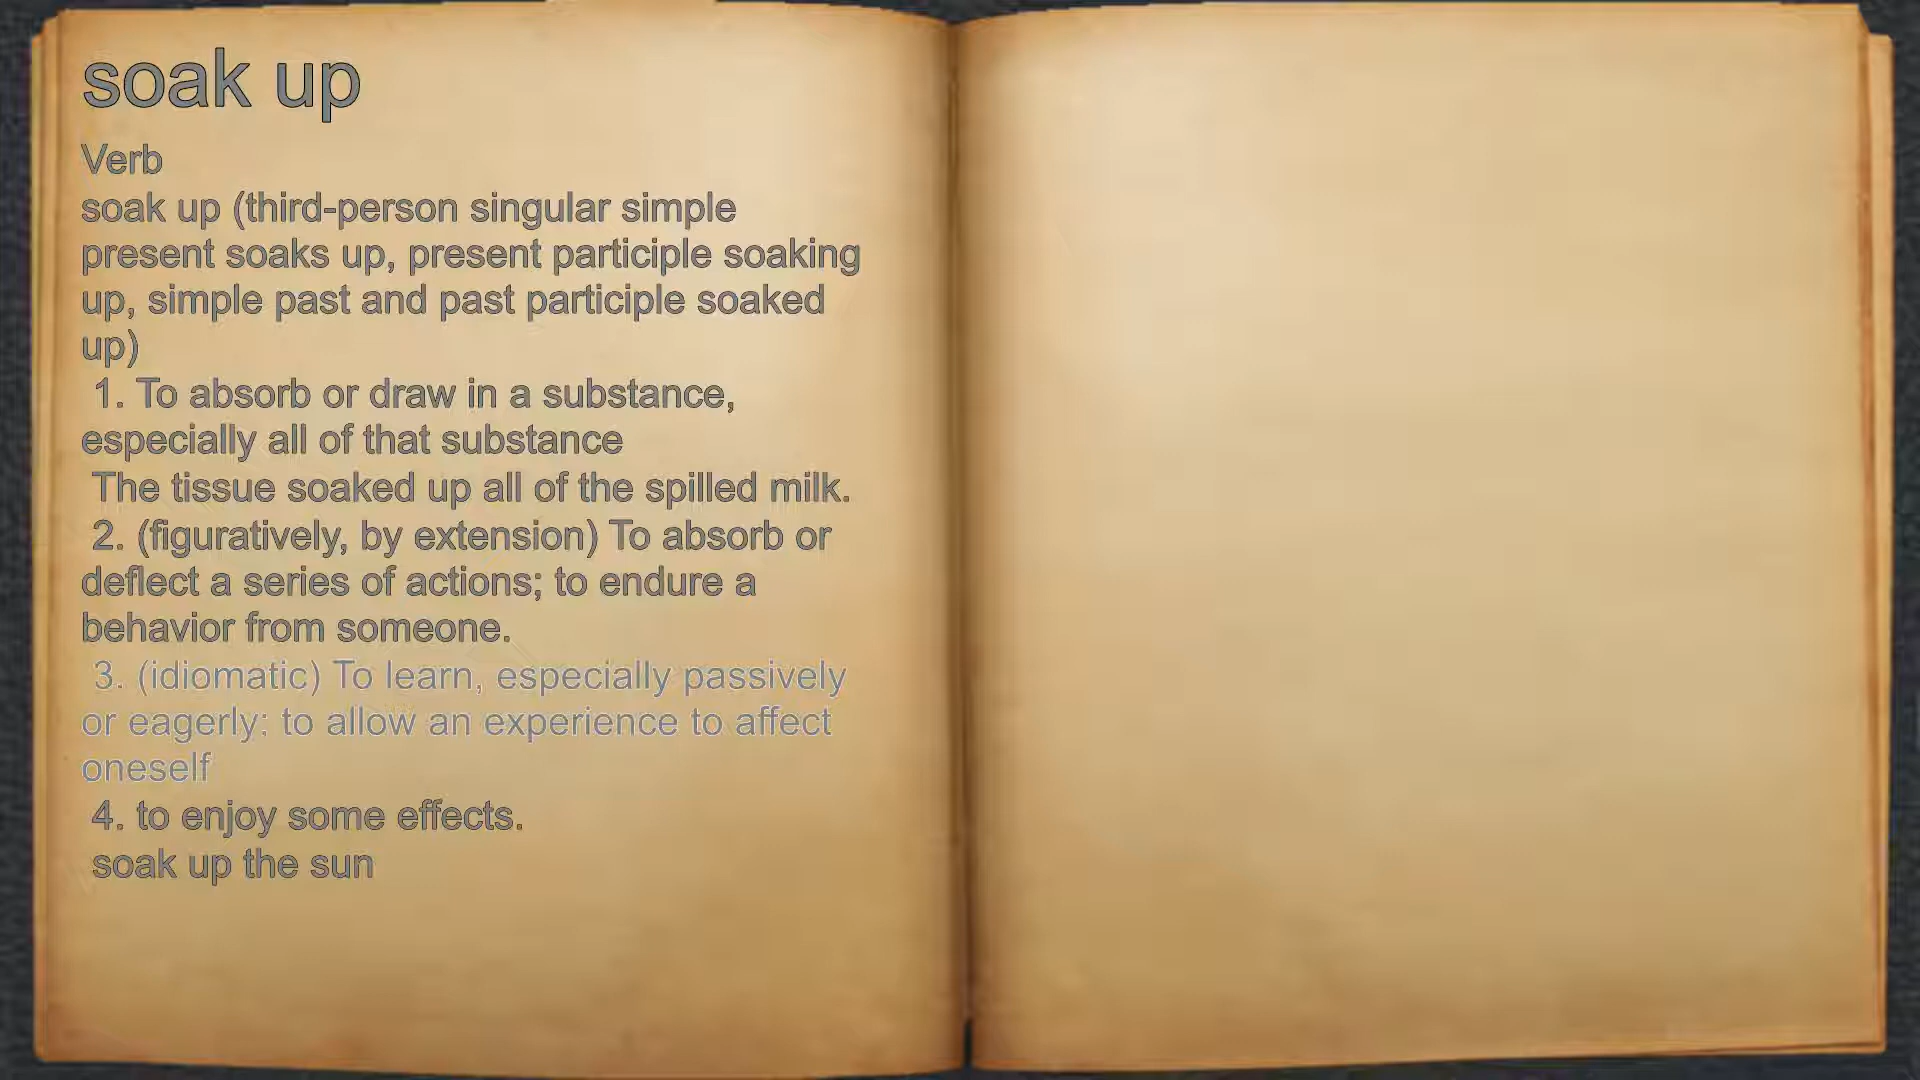 soak up
Verb
soak up (third-person singular simple
present soaks up, present participle soaking
up, simple past and past participle soaked
up)
1. To absorb or draw in a substance,
especially all of that substance
The tissue soaked up all of the spilled milk.
2. (figuratively, by extension) To absorb or
deflect a series of actions; to endure a
behavior from someone.
3. (idiomatic) To learn, especially passively
or eagerly; to allow an experience to affect
oneself
4. to enjoy some effects.
soak up the sun